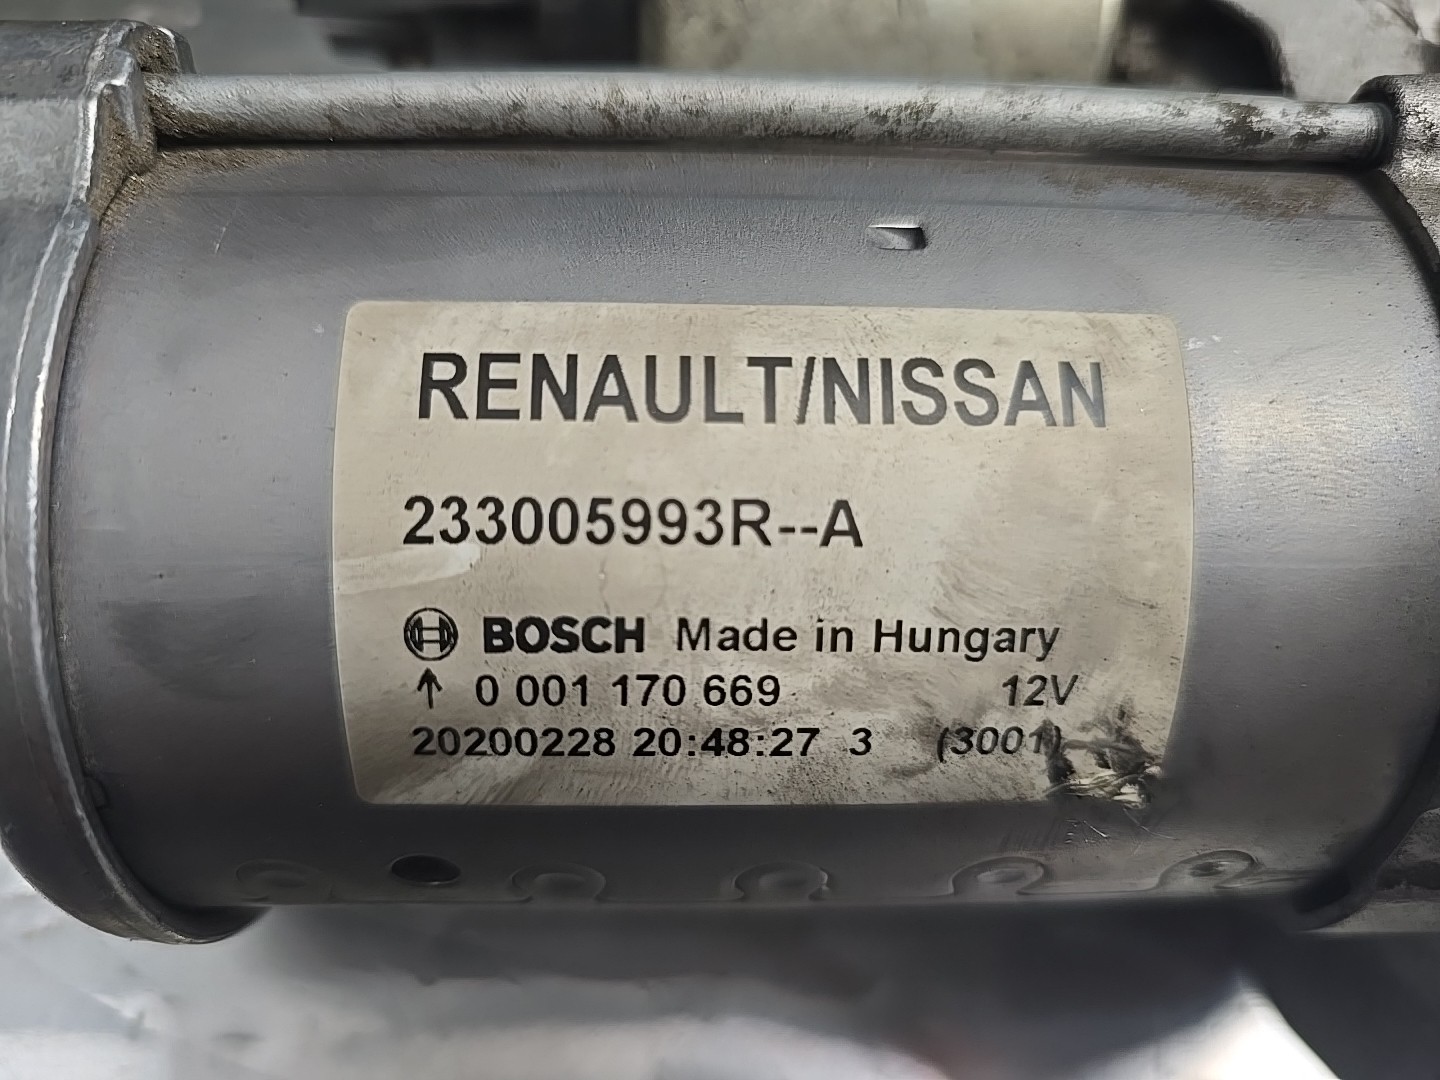 RENAULT/NISSAN
233005993R--A
BOSCH Made in Hungary
↑ 0 001 170 669 12V
20200228 20:48:27 3 (3001)